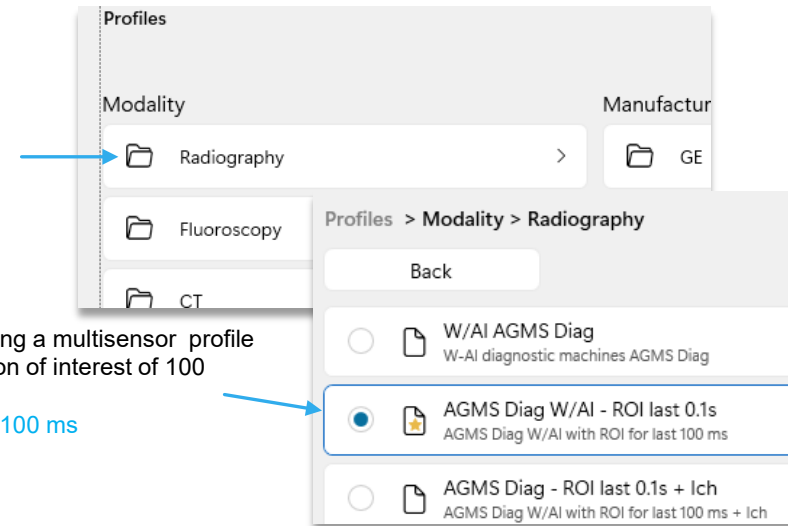 Profiles
Modality
Manufactur
Radiography
GE
Fluoroscopy
CT
Profiles > Modality > Radiography
Back
W/AI AGMS Diag
W-AI diagnostic machines AGMS Diag
AGMS Diag W/AI - ROI last 0.1s
AGMS Diag W/AI with ROI for last 100 ms
AGMS Diag - ROI last 0.1s + Ich
AGMS Diag W/AI with ROI for last 100 ms + Ich
ing a multisensor profile
on of interest of 100
100 ms